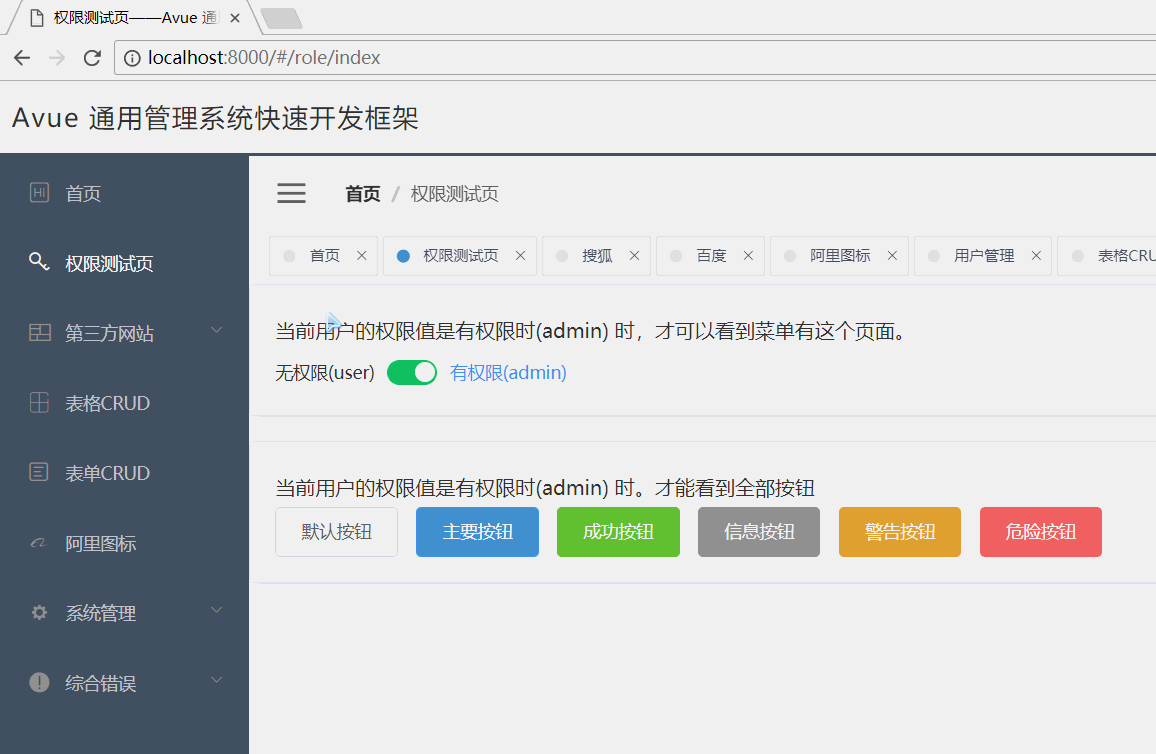 权限测试页——Avue 通
localhost:8000/#/role/index
Avue 通用管理系统快速开发框架
首页
权限测试页
第三方网站
表格CRUD
表单CRUD
阿里图标
系统管理
综合错误
首页 / 权限测试页
首页 权限测试页 搜狐 百度 阿里图标 用户管理 表格CRU
当前用户的权限值是有权限时(admin) 时，才可以看到菜单有这个页面。
无权限(user) 有权限(admin)
当前用户的权限值是有权限时(admin) 时。才能看到全部按钮
默认按钮 主要按钮 成功按钮 信息按钮 警告按钮 危险按钮